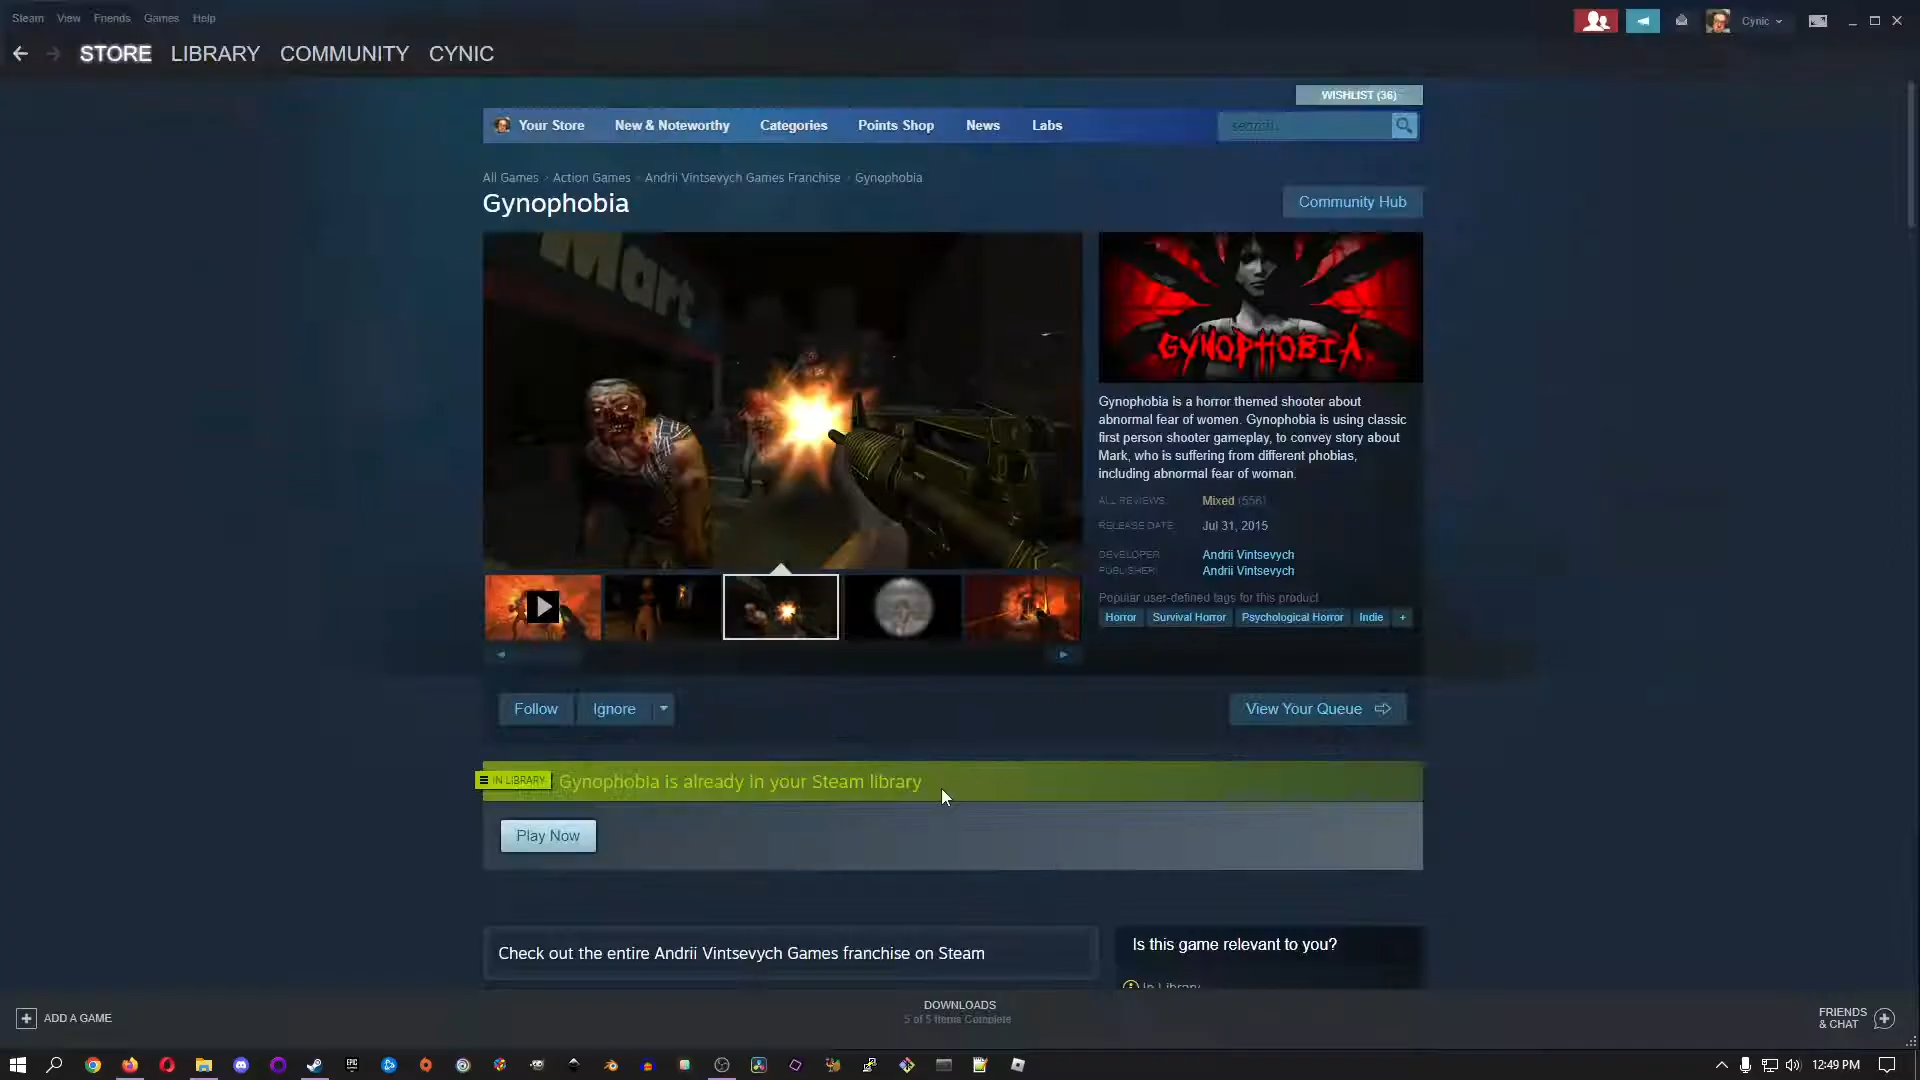 Steam View Friends Games Help
Cynic
STORE LIBRARY COMMUNITY CYNIC
WISHLIST (36)
Your Store New & Noteworthy Categories Points Shop News Labs search
All Games > Action Games > Andrii Vintsevych Games Franchise > Gynophobia
Gynophobia
Community Hub
Mart
GYNOPHOBIA
Gynophobia is a horror themed shooter about
abnormal fear of women. Gynophobia is using classic
first person shooter gameplay, to convey story about
Mark, who is suffering from different phobias,
including abnormal fear of woman.
ALL REVIEWS: Mixed (556)
RELEASE DATE: Jul 31, 2015
DEVELOPER: Andrii Vintsevych
PUBLISHER: Andrii Vintsevych
Popular user-defined tags for this product
Horror Survival Horror Psychological Horror Indie +
Follow Ignore
View Your Queue
IN LIBRARY Gynophobia is already in your Steam library
Play Now
Check out the entire Andrii Vintsevych Games franchise on Steam
Is this game relevant to you?
In Library
ADD A GAME
DOWNLOADS
5 of 5 Items Complete
FRIENDS
& CHAT
EPIC
12:49 PM